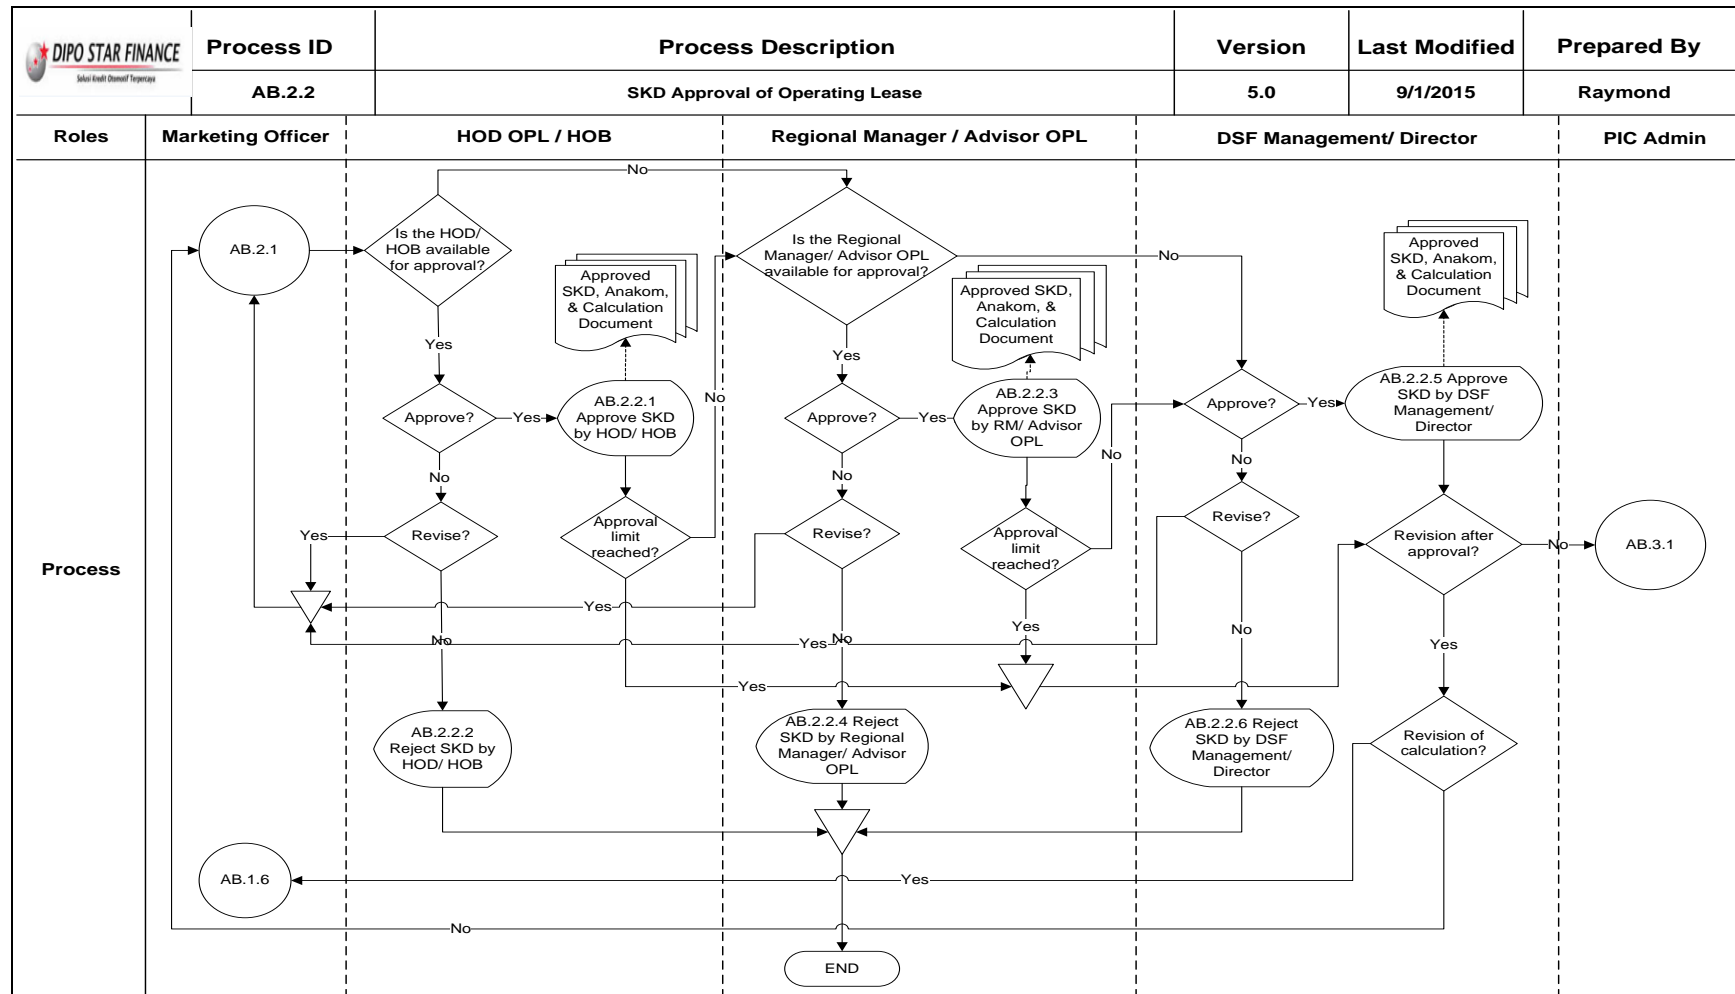 DIPO STAR FINANCE
Solusi Kredit Otomotif Terpercaya
Process ID
Process Description
Version
Last Modified
Prepared By
AB.2.2
SKD Approval of Operating Lease
5.0
9/1/2015
Raymond
Roles
Marketing Officer
HOD OPL / HOB
Regional Manager / Advisor OPL
DSF Management/ Director
PIC Admin
Process
No
AB.2.1
Is the HOD/
HOB available
for approval?
Approved
SKD, Anakom,
& Calculation
Document
Is the Regional
Manager/ Advisor OPL
available for approval?
No
Approved SKD,
Anakom, &
Calculation
Document
Approved
SKD, Anakom,
& Calculation
Document
Yes
Yes
Approve?
Yes
AB.2.2.1
Approve SKD
by HOD/ HOB
No
Approve?
Yes
AB.2.2.3
Approve SKD
by RM/ Advisor
OPL
No
Approve?
Yes
AB.2.2.5 Approve
SKD by DSF
Management/
Director
No
No
No
Yes
Revise?
Approval
limit
reached?
Revise?
Approval
limit
reached?
Revise?
Revision after
approval?
No
AB.3.1
Yes
Yes
No
Yes
No
No
Yes
Yes
AB.2.2.2
Reject SKD by
HOD/ HOB
AB.2.2.4 Reject
SKD by Regional
Manager/ Advisor
OPL
AB.2.2.6 Reject
SKD by DSF
Management/
Director
Revision of
calculation?
AB.1.6
Yes
No
END